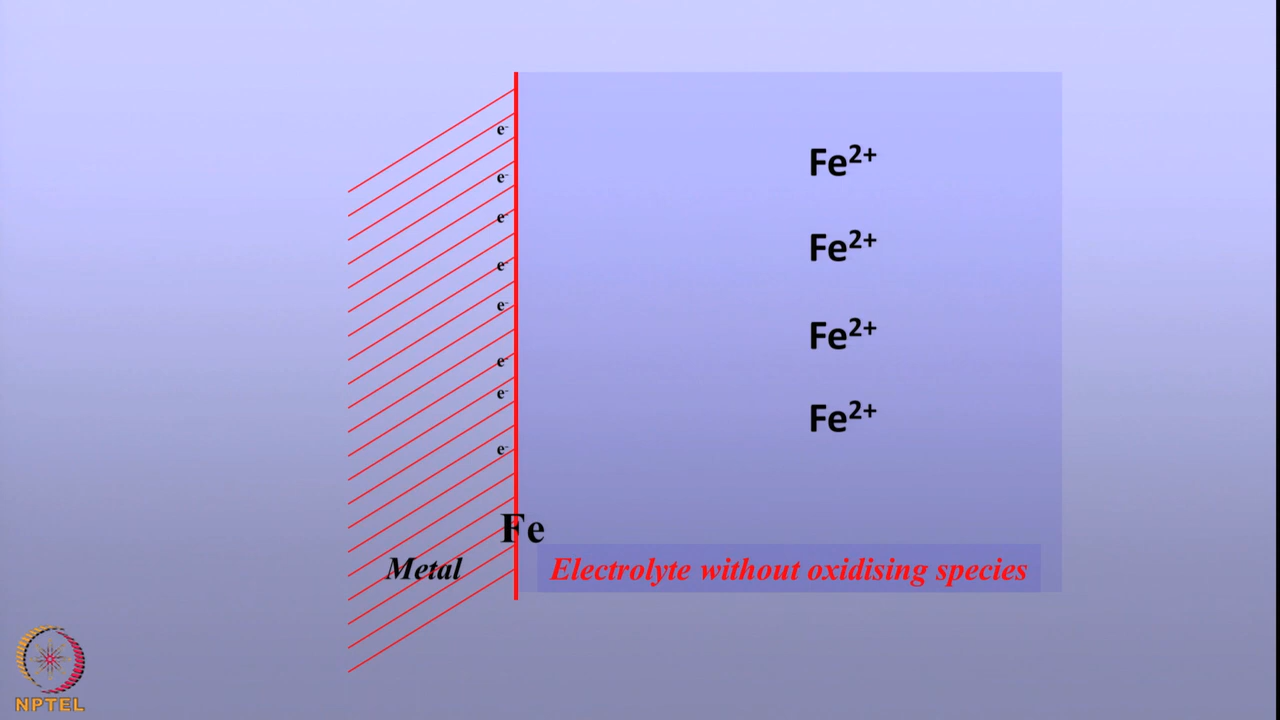 e⁻
Fe²⁺
e⁻
e⁻
Fe²⁺
e⁻
e⁻
Fe²⁺
e⁻
e⁻
Fe²⁺
e⁻
Fe
Metal
Electrolyte without oxidising species
NPTEL